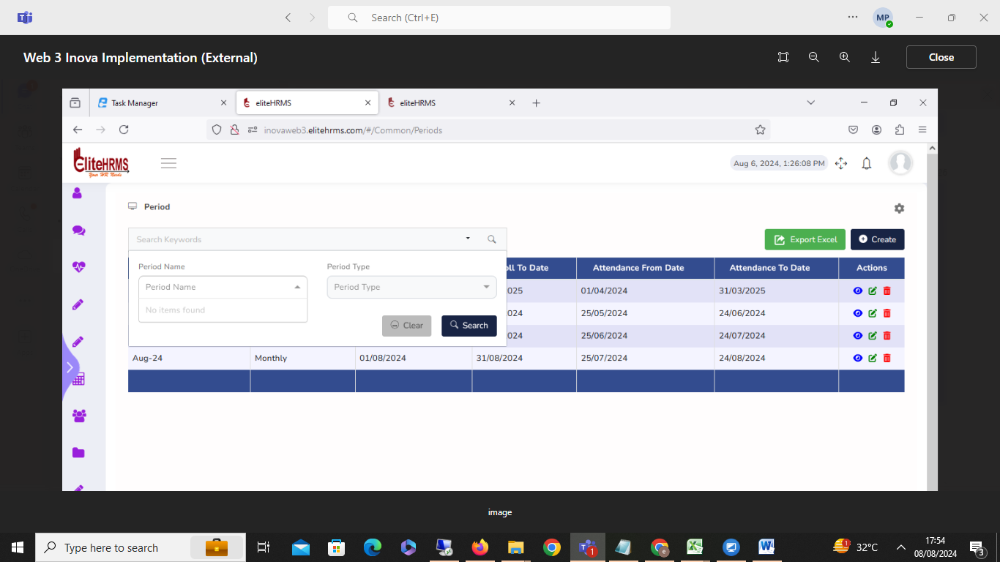 Search (Ctrl+E)
MP
Web 3 Inova Implementation (External)
Close
Task Manager
eliteHRMS
eliteHRMS
inovaweb3.elitehrms.com/#/Common/Periods
EliteHRMS
Your HR Needs
Aug 6, 2024, 1:26:08 PM
Period
Search Keywords
Export Excel
Create
Period Name
Period Type
Period Name
Period Type
No items found
Clear
Search
oll To Date Attendance From Date Attendance To Date Actions
025 01/04/2024 31/03/2025
024 25/05/2024 24/06/2024
024 25/06/2024 24/07/2024
Aug-24 Monthly 01/08/2024 31/08/2024 25/07/2024 24/08/2024
image
Type here to search
1
1
32°C
17:54
08/08/2024
3